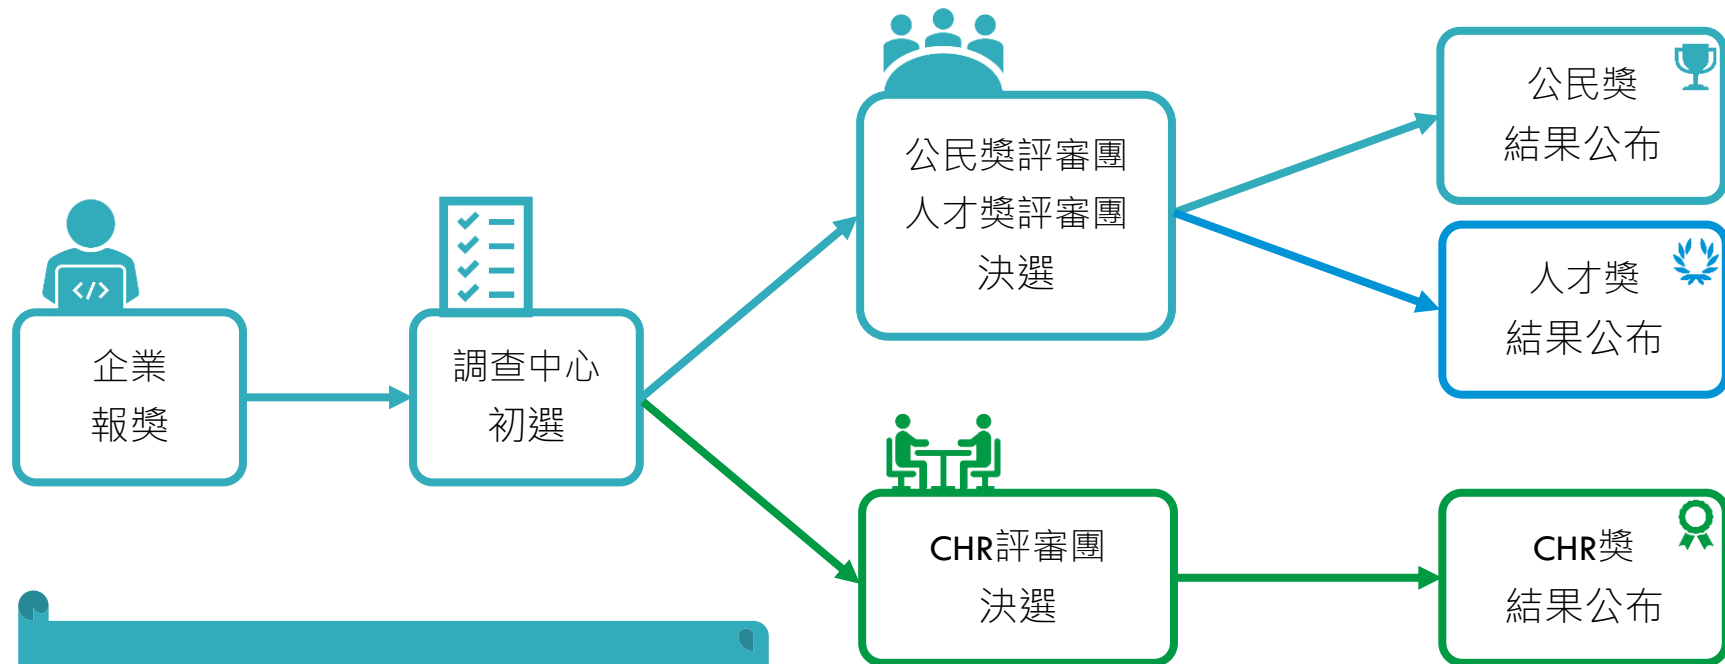 企業
報獎
調查中心
初選
公民獎評審團
人才獎評審團
決選
公民獎
結果公布
人才獎
結果公布
CHR評審團
決選
CHR獎
結果公布